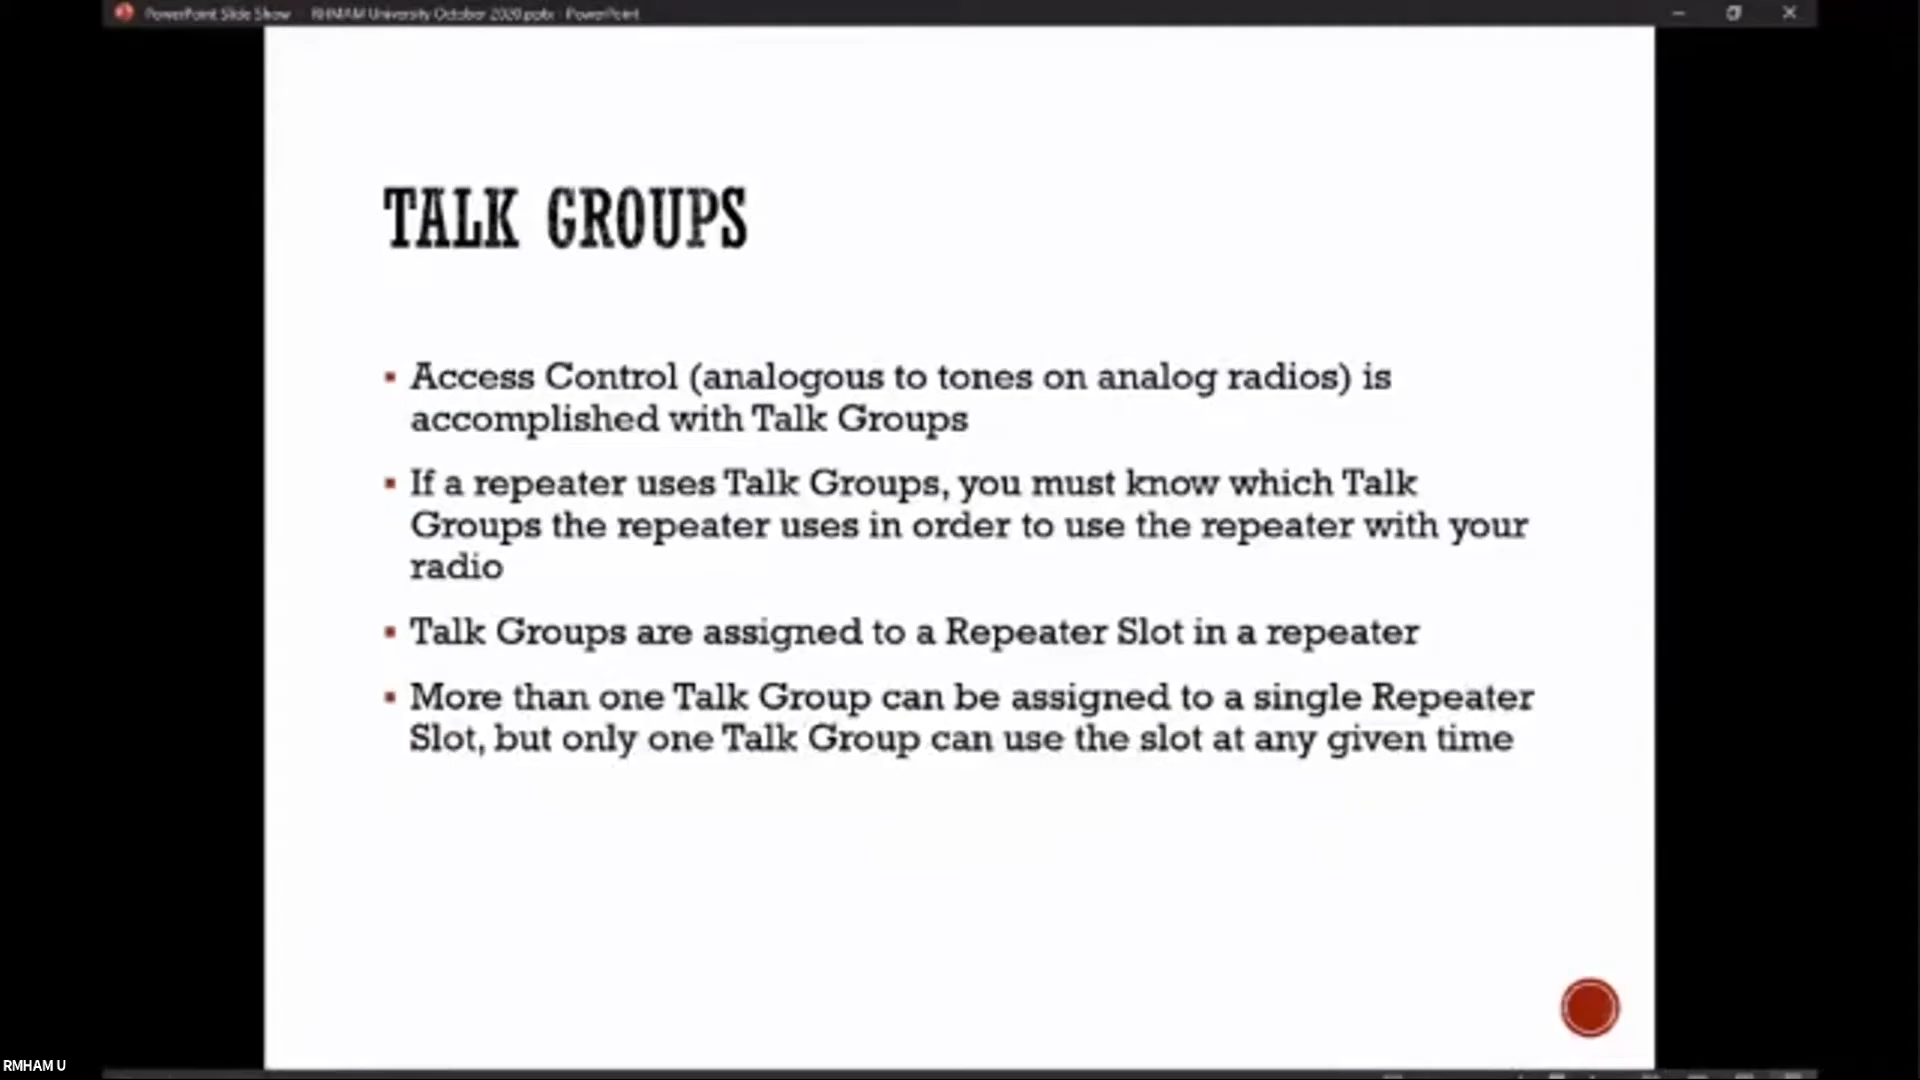 PowerPoint Slide Show - RHMAM University October 2020.pptx - PowerPoint
TALK GROUPS
▪ Access Control (analogous to tones on analog radios) is
accomplished with Talk Groups
▪ If a repeater uses Talk Groups, you must know which Talk
Groups the repeater uses in order to use the repeater with your
radio
▪ Talk Groups are assigned to a Repeater Slot in a repeater
▪ More than one Talk Group can be assigned to a single Repeater
Slot, but only one Talk Group can use the slot at any given time
RMHAM U